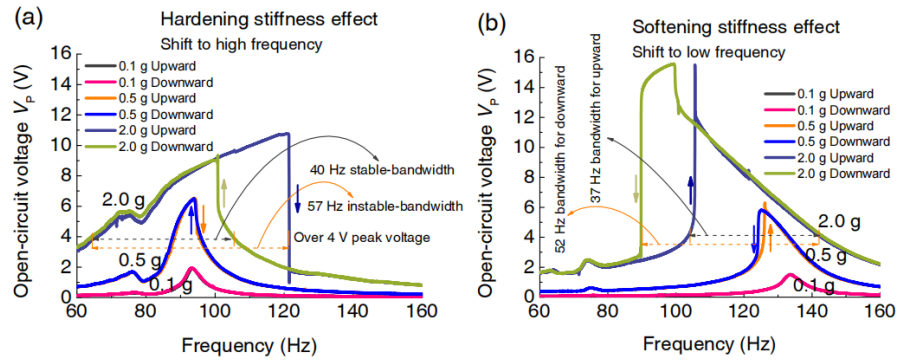 (a)
Hardening stiffness effect
Shift to high frequency
Open-circuit voltage VP (V)
16
14
12
10
8
6
4
2
0
0.1 g Upward
0.1 g Downward
0.5 g Upward
0.5 g Downward
2.0 g Upward
2.0 g Downward
40 Hz stable-bandwidth
57 Hz instable-bandwidth
Over 4 V peak voltage
2.0 g
0.5 g
0.1 g
60 80 100 120 140 160
Frequency (Hz)
(b)
Softening stiffness effect
Shift to low frequency
Open-circuit voltage VP (V)
16
14
12
10
8
6
4
2
0
52 Hz bandwidth for downward
37 Hz bandwidth for upward
0.1 g Upward
0.1 g Downward
0.5 g Upward
0.5 g Downward
2.0 g Upward
2.0 g Downward
2.0 g
0.5 g
0.1 g
60 80 100 120 140 160
Frequency (Hz)